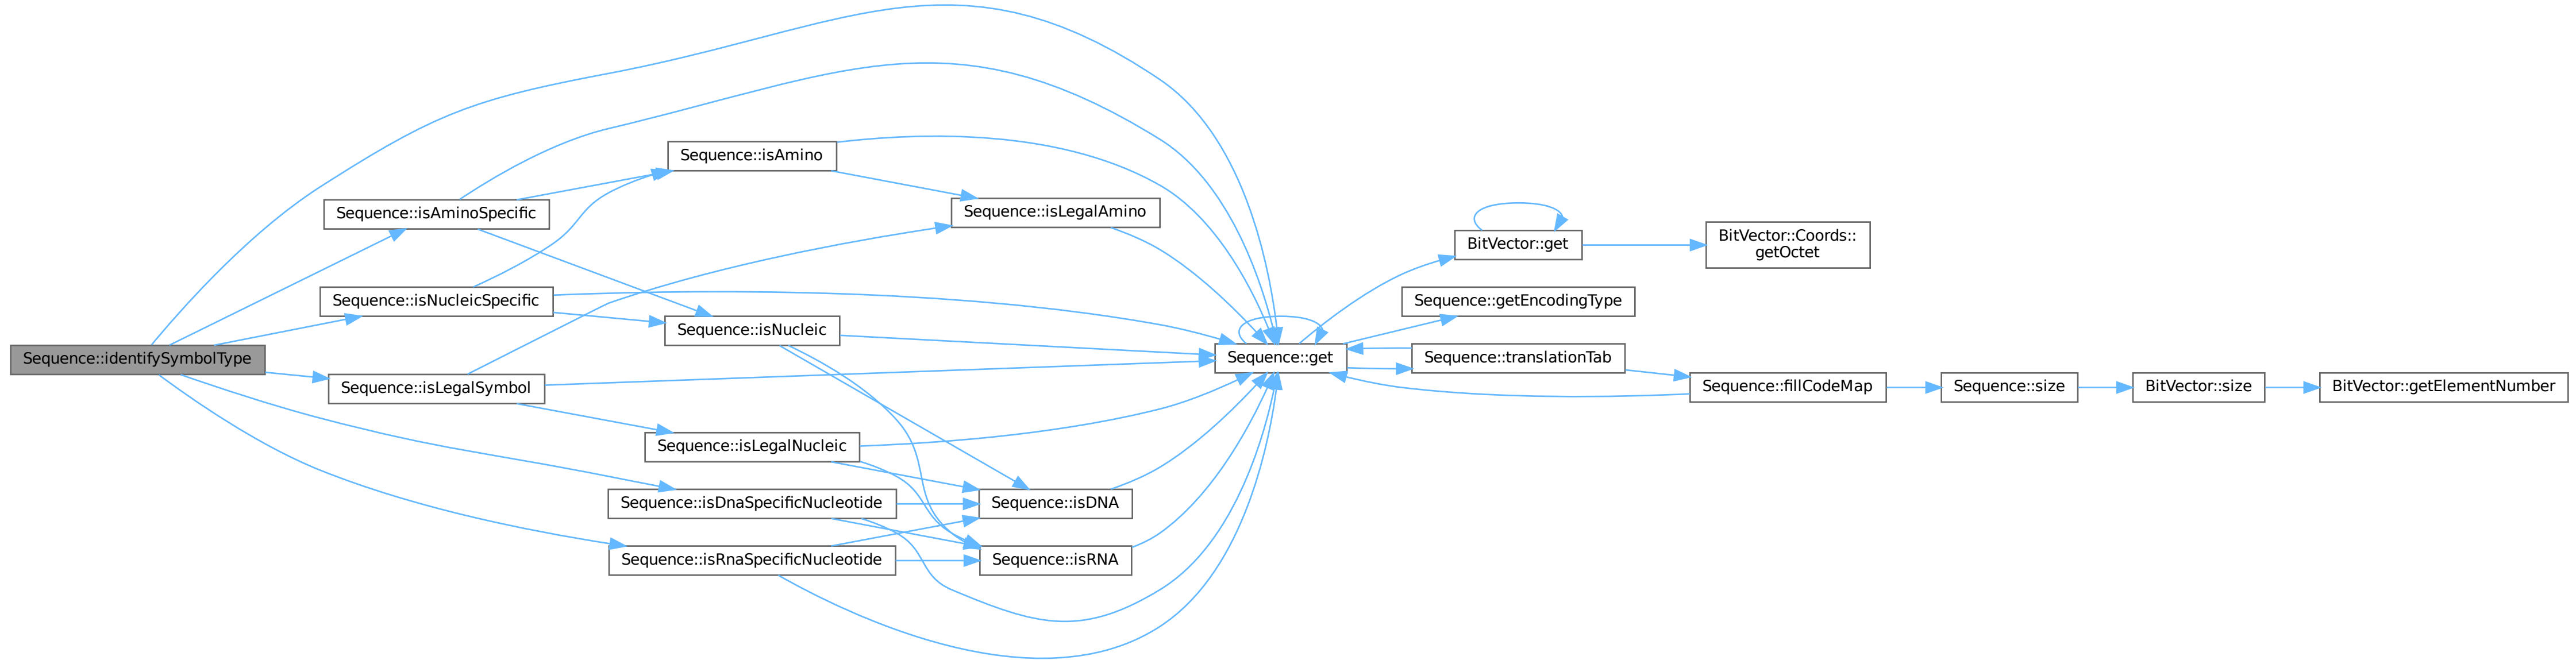 Sequence::identifySymbolType
Sequence::isAminoSpecific
Sequence::isNucleicSpecific
Sequence::isLegalSymbol
Sequence::isAmino
Sequence::isNucleic
Sequence::isLegalNucleic
Sequence::isDnaSpecificNucleotide
Sequence::isRnaSpecificNucleotide
Sequence::isLegalAmino
Sequence::isDNA
Sequence::isRNA
Sequence::get
BitVector::get
Sequence::getEncodingType
Sequence::translationTab
BitVector::Coords::
getOctet
Sequence::fillCodeMap
Sequence::size
BitVector::size
BitVector::getElementNumber